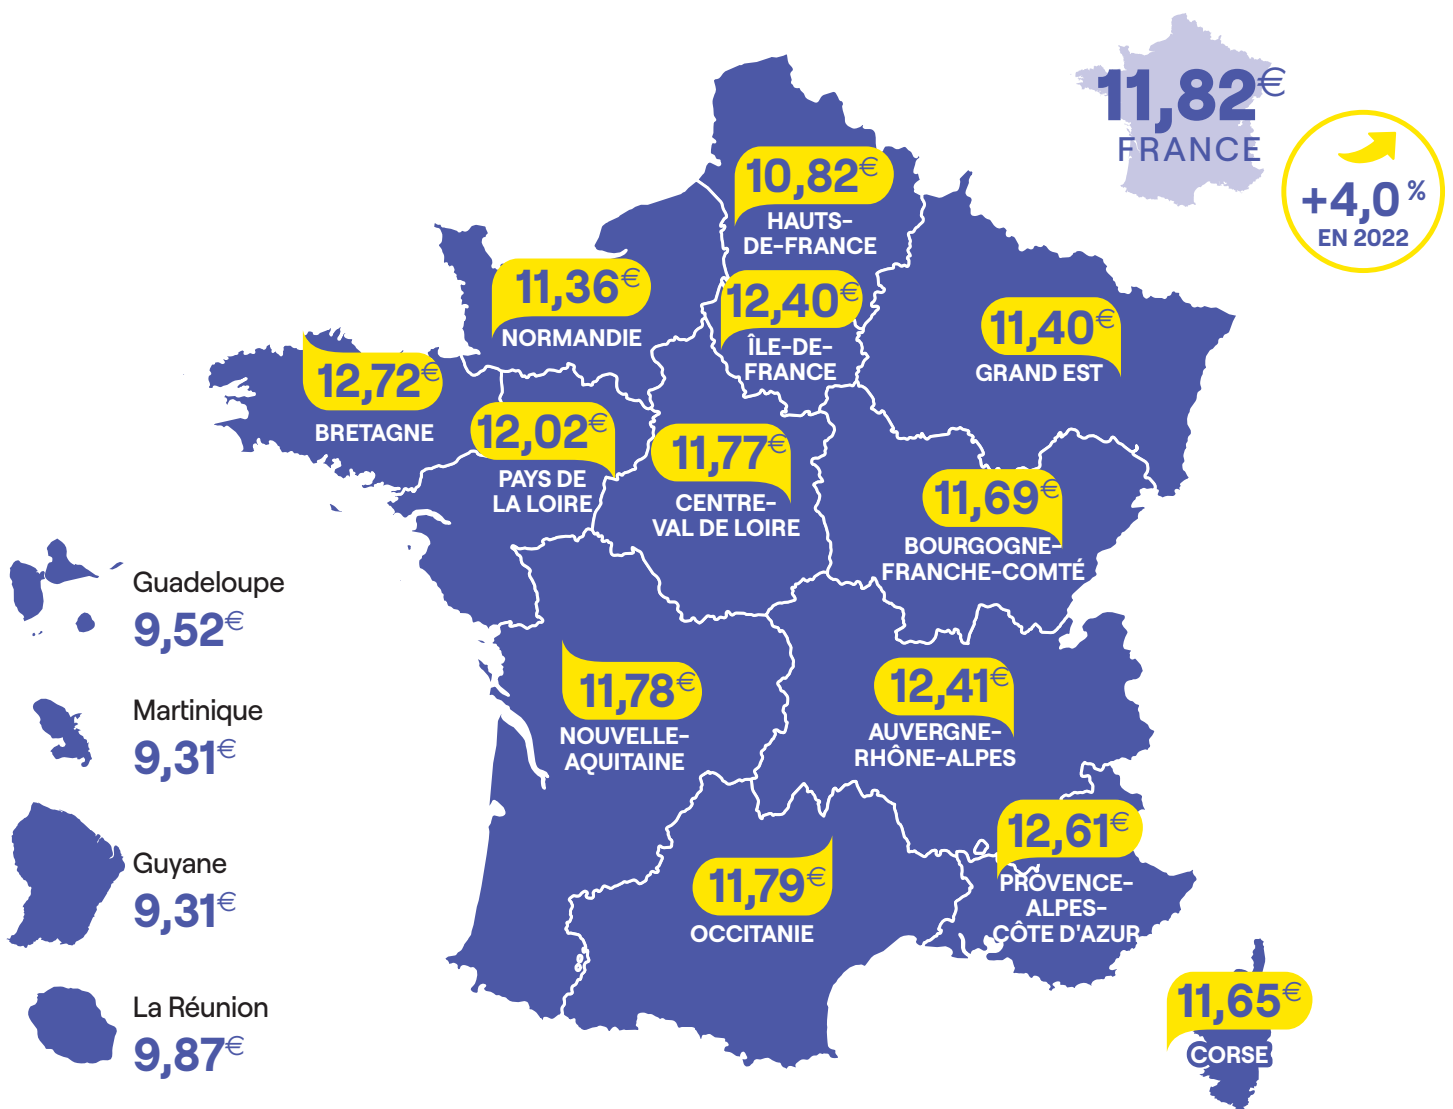 11,82€
FRANCE
+4,0 %
EN 2022
10,82€
HAUTS-
DE-FRANCE
11,36€
NORMANDIE
12,40€
ÎLE-DE-
FRANCE
11,40€
GRAND EST
12,72€
BRETAGNE
12,02€
PAYS DE
LA LOIRE
11,77€
CENTRE-
VAL DE LOIRE
11,69€
BOURGOGNE-
FRANCHE-COMTÉ
Guadeloupe
9,52€
Martinique
9,31€
Guyane
9,31€
La Réunion
9,87€
11,78€
NOUVELLE-
AQUITAINE
12,41€
AUVERGNE-
RHÔNE-ALPES
11,79€
OCCITANIE
12,61€
PROVENCE-
ALPES-
CÔTE D'AZUR
11,65€
CORSE